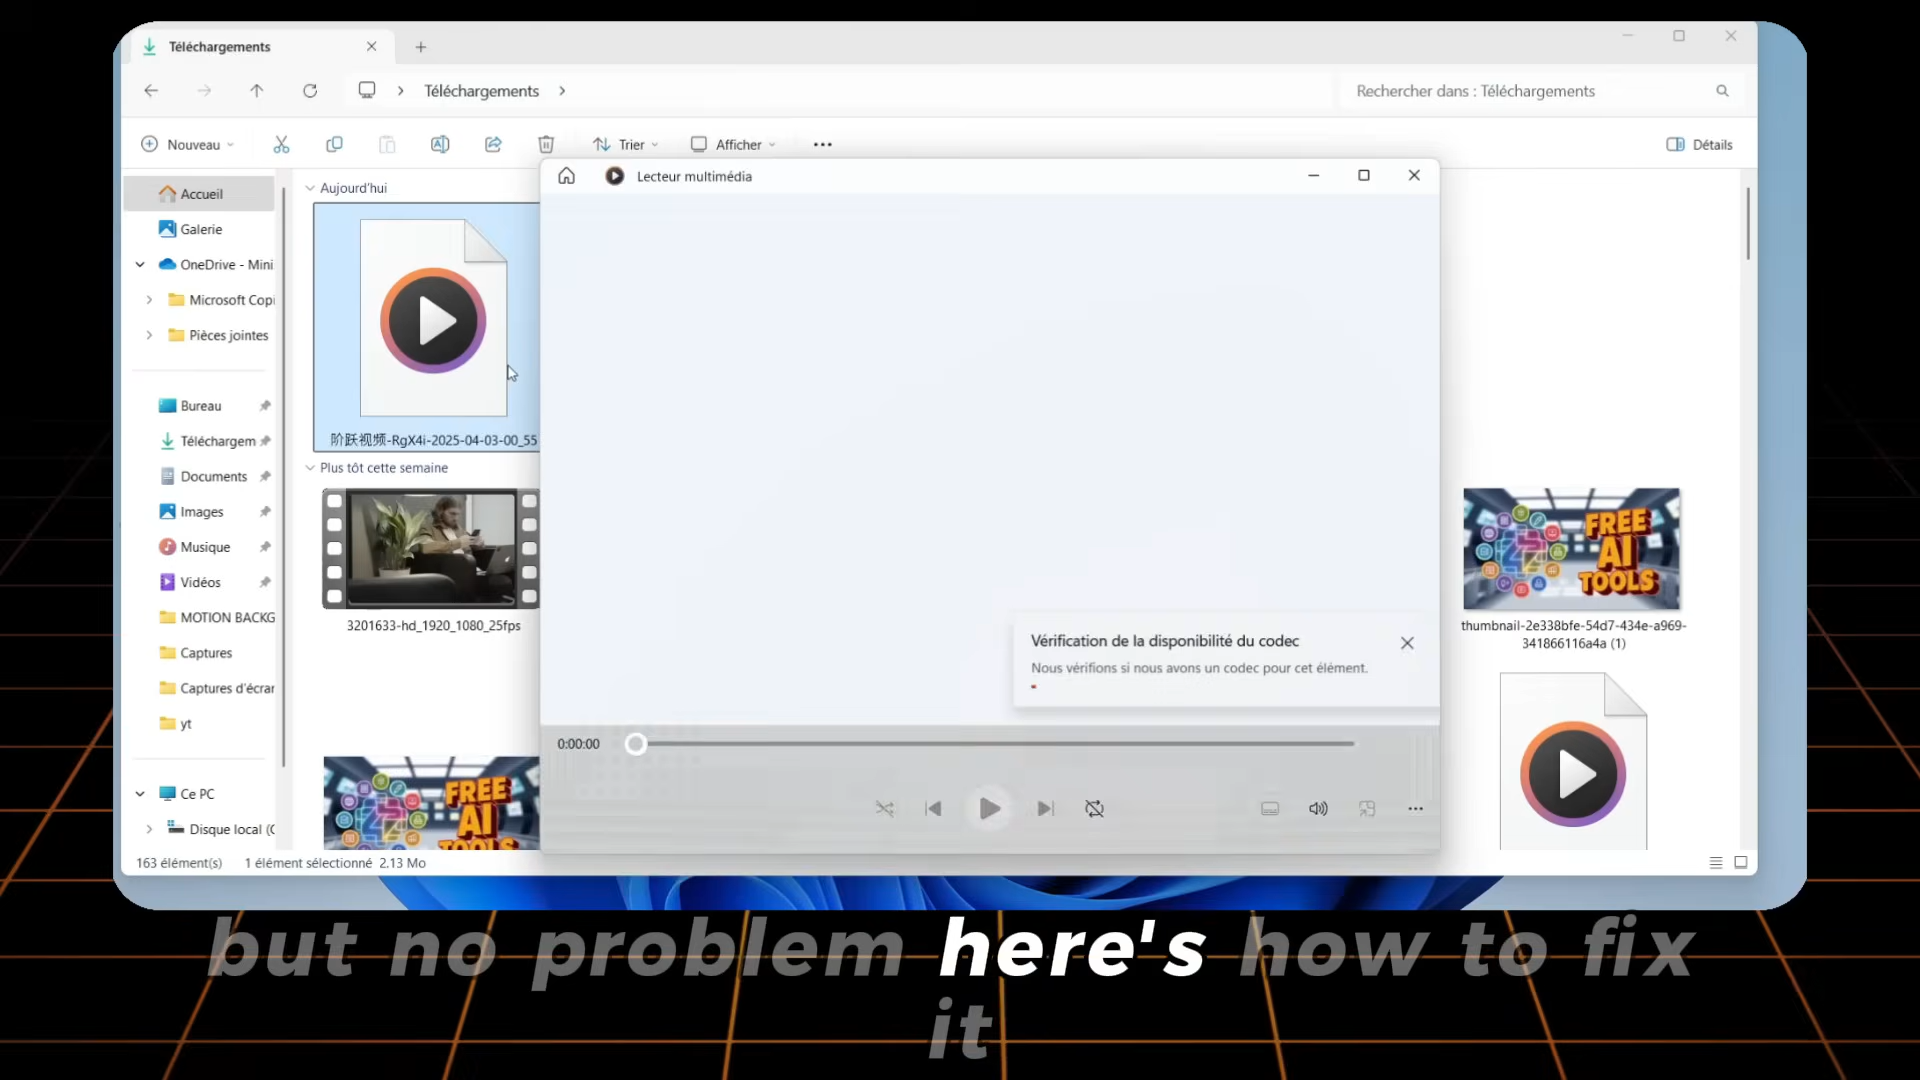 Téléchargements
Téléchargements
Rechercher dans : Téléchargements
Nouveau
Trier
Afficher
Détails
Accueil
Galerie
OneDrive - Mini
Microsoft Copi
Pièces jointes
Bureau
Téléchargem
Documents
Images
Musique
Vidéos
MOTION BACKG
Captures
Captures d'écran
yt
Ce PC
Disque local (C
Aujourd'hui
阶跃视频-RgX4i-2025-04-03-00_55
Plus tôt cette semaine
3201633-hd_1920_1080_25fps
FREE
AI
TOOLS
Lecteur multimédia
Vérification de la disponibilité du codec
Nous vérifions si nous avons un codec pour cet élément.
0:00:00
FREE
AI
TOOLS
thumbnail-2e338bfe-54d7-434e-a969-
341866116a4a (1)
163 élément(s)
1 élément sélectionné 2.13 Mo
but no problem here's how to fix
it